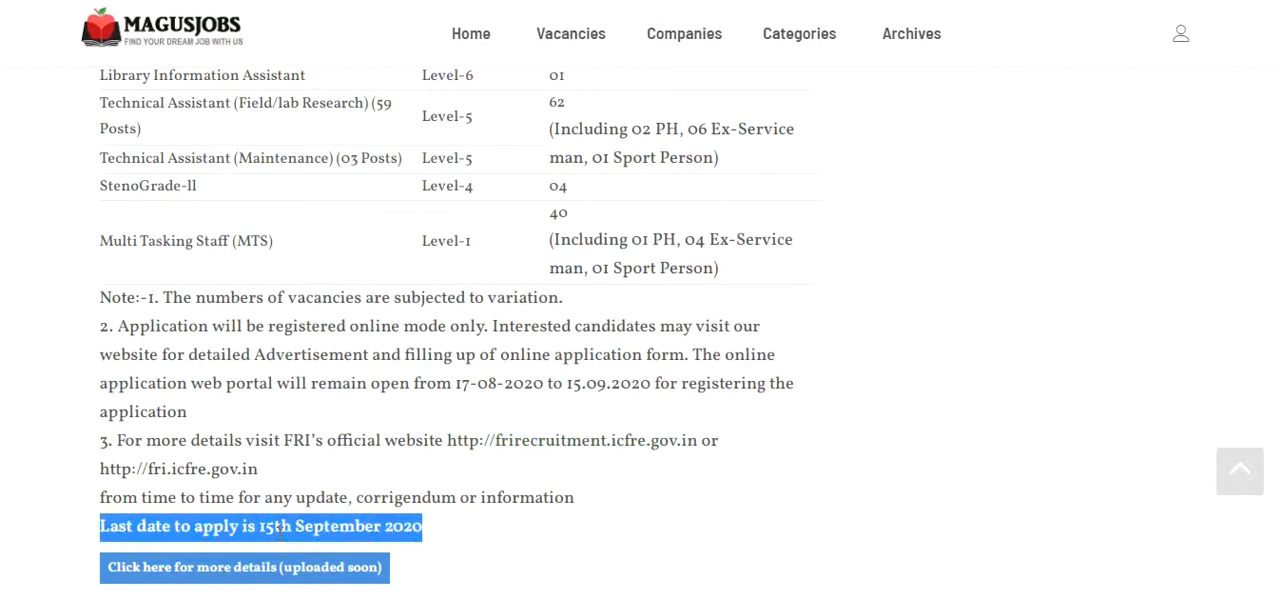 MAGUSJOBS
FIND YOUR DREAM JOB WITH US
Home Vacancies Companies Categories Archives
Library Information Assistant Level-6 01
Technical Assistant (Field/lab Research) (59
Posts) Level-5
62
(Including 02 PH, 06 Ex-Service
man, 01 Sport Person)
Technical Assistant (Maintenance) (03 Posts) Level-5
StenoGrade-ll Level-4 04
Multi Tasking Staff (MTS) Level-1
40
(Including 01 PH, 04 Ex-Service
man, 01 Sport Person)
Note:-1. The numbers of vacancies are subjected to variation.
2. Application will be registered online mode only. Interested candidates may visit our
website for detailed Advertisement and filling up of online application form. The online
application web portal will remain open from 17-08-2020 to 15.09.2020 for registering the
application
3. For more details visit FRI's official website http://frirecruitment.icfre.gov.in or
http://fri.icfre.gov.in
from time to time for any update, corrigendum or information
Last date to apply is 15th September 2020
Click here for more details (uploaded soon)